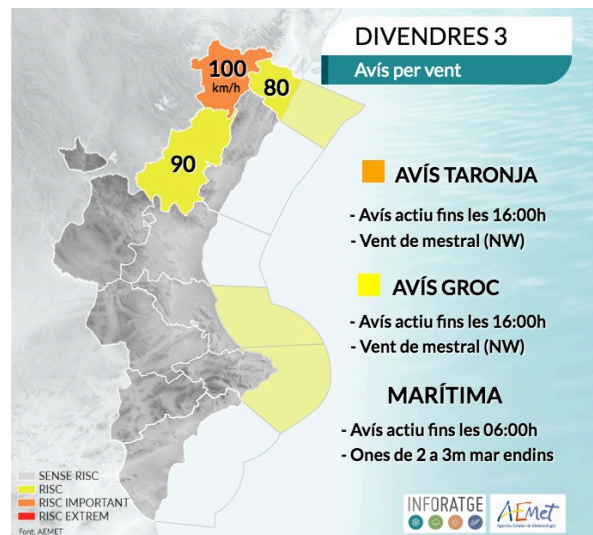 DIVENDRES 3
Avís per vent
100
km/h
80
90
AVÍS TARONJA
- Avís actiu fins les 16:00h
- Vent de mestral (NW)
AVÍS GROC
- Avís actiu fins les 16:00h
- Vent de mestral (NW)
MARÍTIMA
- Avís actiu fins les 06:00h
- Ones de 2 a 3m mar endins
SENSE RISC
RISC
RISC IMPORTANT
RISC EXTREM
Font: AEMET
INFORATGE
AEmet
Agencia Estatal de Meteorología